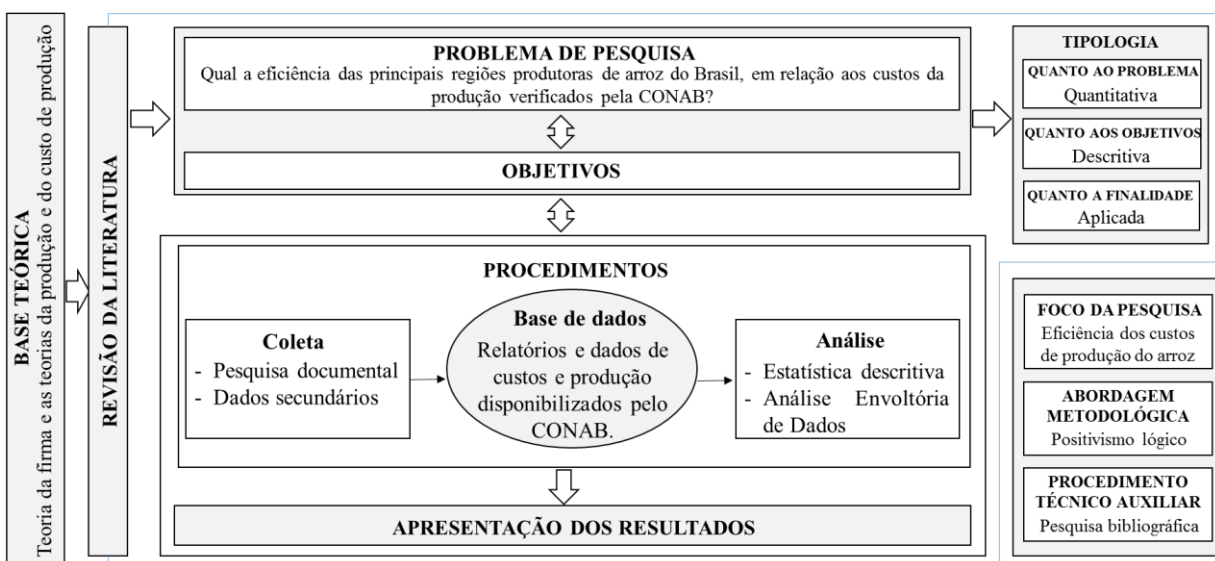 BASE TEÓRICA
Teoria da firma e as teorias da produção e do custo de produção
REVISÃO DA LITERATURA
PROBLEMA DE PESQUISA
Qual a eficiência das principais regiões produtoras de arroz do Brasil, em relação aos custos da
produção verificados pela CONAB?
OBJETIVOS
PROCEDIMENTOS
Coleta
- Pesquisa documental
- Dados secundários
Base de dados
Relatórios e dados de
custos e produção
disponibilizados pelo
CONAB.
Análise
- Estatística descritiva
- Análise Envoltória
de Dados
APRESENTAÇÃO DOS RESULTADOS
TIPOLOGIA
QUANTO AO PROBLEMA
Quantitativa
QUANTO AOS OBJETIVOS
Descritiva
QUANTO A FINALIDADE
Aplicada
FOCO DA PESQUISA
Eficiência dos custos
de produção do arroz
ABORDAGEM
METODOLÓGICA
Positivismo lógico
PROCEDIMENTO
TÉCNICO AUXILIAR
Pesquisa bibliográfica